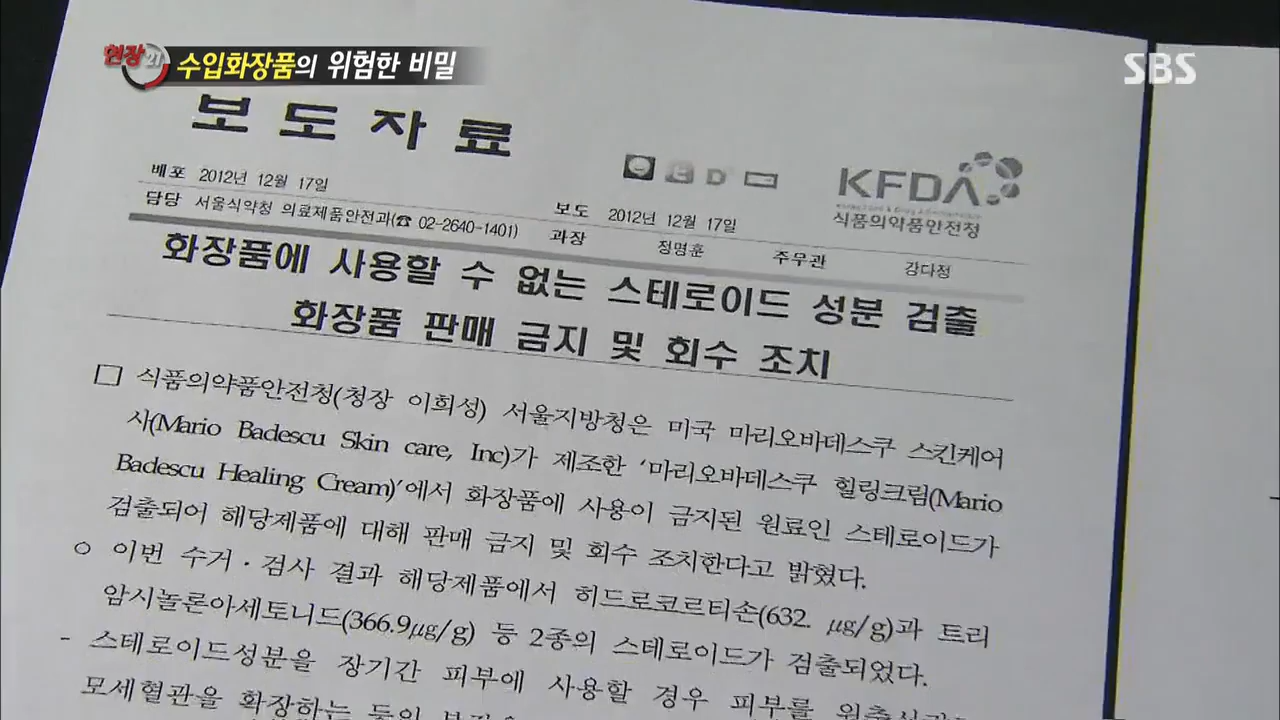 현장21 수입화장품의 위험한 비밀
SBS
보도자료
KFDA
식품의약품안전청
배포 2012년 12월 17일
보도 2012년 12월 17일
담당 서울식약청 의료제품안전과(☎ 02-2640-1401)
과장 정명훈 주무관 강다정
화장품에 사용할 수 없는 스테로이드 성분 검출
화장품 판매 금지 및 회수 조치
□ 식품의약품안전청(청장 이희성) 서울지방청은 미국 마리오바데스쿠 스킨케어
사(Mario Badescu Skin care, Inc)가 제조한 '마리오바데스쿠 힐링크림(Mario
Badescu Healing Cream)'에서 화장품에 사용이 금지된 원료인 스테로이드가
검출되어 해당제품에 대해 판매 금지 및 회수 조치한다고 밝혔다.
○ 이번 수거·검사 결과 해당제품에서 히드로코르티손(632. ㎍/g)과 트리
암시놀론아세토니드(366.9㎍/g) 등 2종의 스테로이드가 검출되었다.
- 스테로이드성분을 장기간 피부에 사용할 경우 피부를
모세혈관을 확장하는 등의